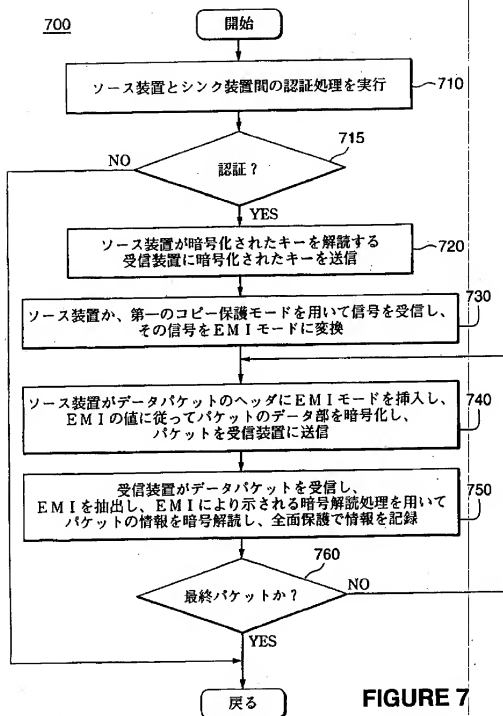 700
開始
ソース装置とシンク装置間の認証処理を実行
710
認証？
715
NO
YES
ソース装置が暗号化されたキーを解読する
受信装置に暗号化されたキーを送信
720
ソース装置か、第一のコピー保護モードを用いて信号を受信し、
その信号をEMIモードに変換
730
ソース装置がデータパケットのヘッダにEMIモードを挿入し、
EMIの値に従ってパケットのデータ部を暗号化し、
パケットを受信装置に送信
740
受信装置がデータパケットを受信し、
EMIを抽出し、EMIにより示される暗号解読処理を用いて
パケットの情報を暗号解読し、全面保護で情報を記録
750
760
最終パケットか？
NO
YES
戻る
FIGURE 7